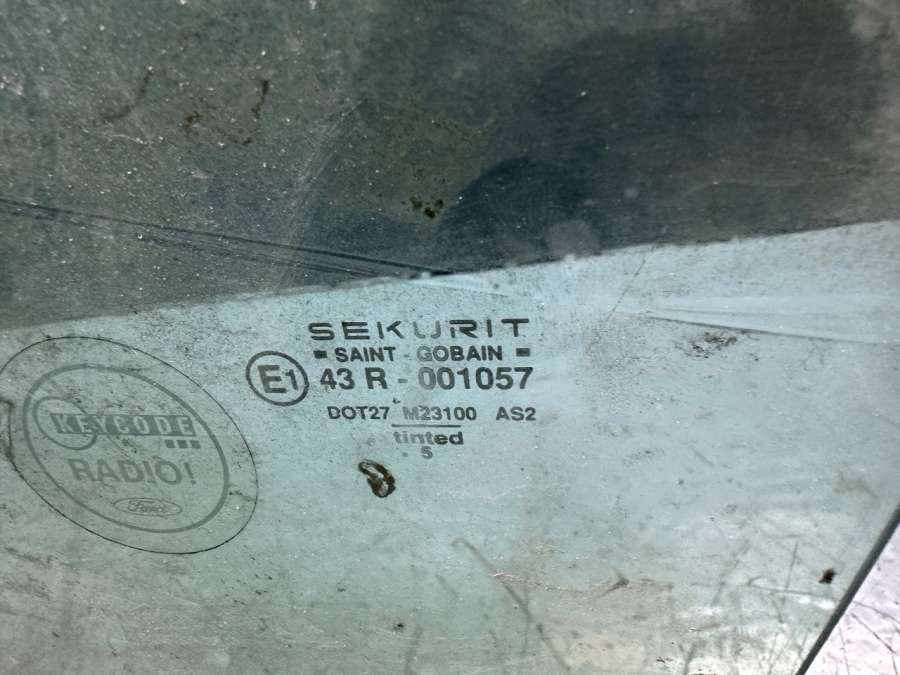 SEKURIT
SAINT - GOBAIN
E1 43 R - 001057
DOT27 M23100 AS2
tinted
. 5
KEYCODE
RADIO!
Ford